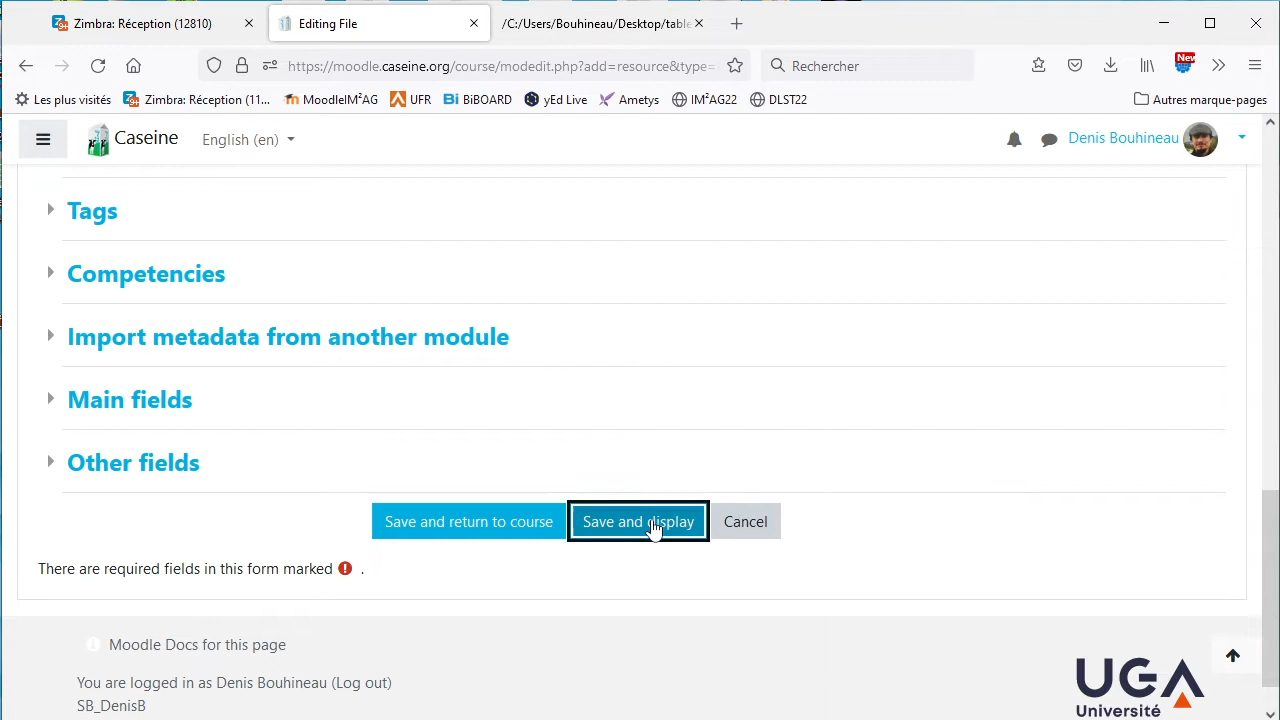 Zimbra: Réception (12810)
Editing File
/C:/Users/Bouhineau/Desktop/table
https://moodle.caseine.org/course/modedit.php?add=resource&type=
Rechercher
New
Les plus visités
Zimbra: Réception (11...
MoodleIM²AG
UFR
BiBOARD
yEd Live
Ametys
IM²AG22
DLST22
Autres marque-pages
Caseine
English (en)
Denis Bouhineau
Tags
Competencies
Import metadata from another module
Main fields
Other fields
Save and return to course
Save and display
Cancel
There are required fields in this form marked .
Moodle Docs for this page
You are logged in as Denis Bouhineau (Log out)
SB_DenisB
UGA
Université